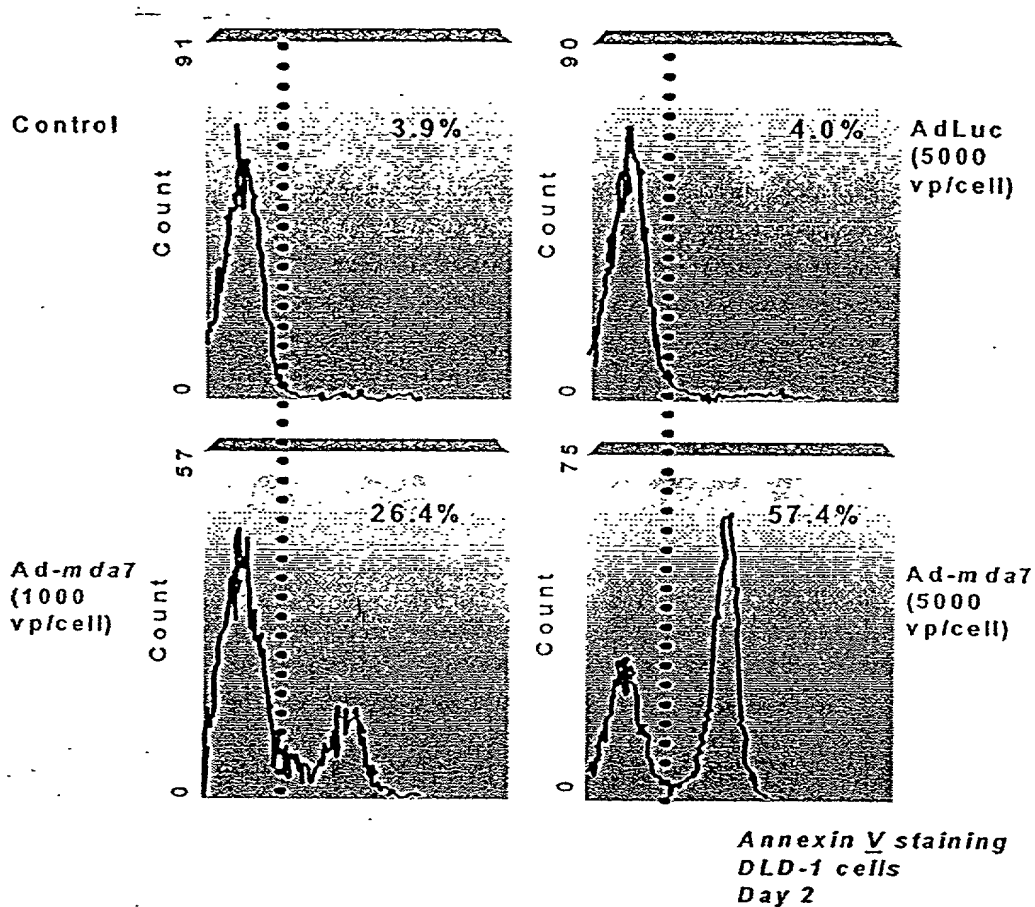 91
Control
3.9%
Count
0
90
4.0%
AdLuc
(5000
vp/cell)
Count
0
57
26.4%
Ad-mda7
(1000
vp/cell)
Count
0
75
57.4%
Ad-mda7
(5000
vp/cell)
Count
0
Annexin V staining
DLD-1 cells
Day 2